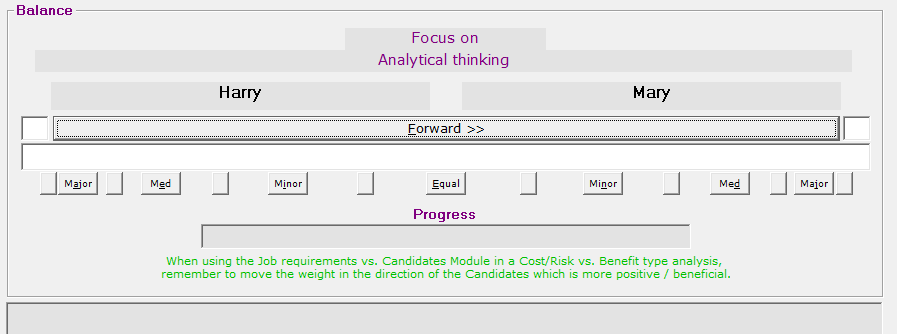 Balance
Focus on
Analytical thinking
Harry Mary
Forward >>
Major Med Minor Equal Minor Med Major
Progress
When using the Job requirements vs. Candidates Module in a Cost/Risk vs. Benefit type analysis,
remember to move the weight in the direction of the Candidates which is more positive / beneficial.